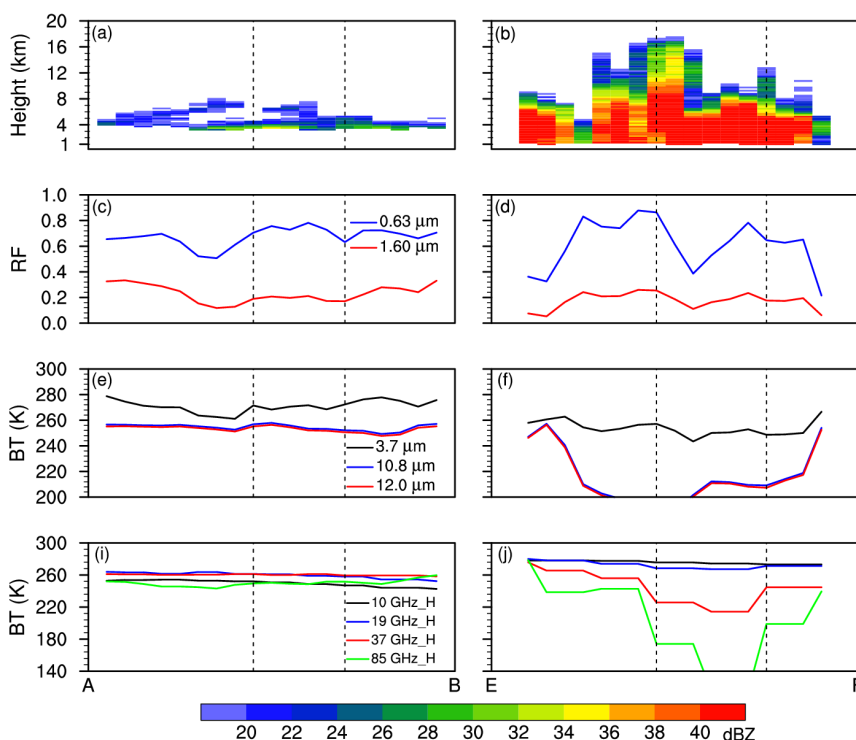 (a)
(b)
Height (km)
20
16
12
8
4
1
(c)
(d)
RF
1.0
0.8
0.6
0.4
0.2
0.0
0.63 μm
1.60 μm
(e)
(f)
BT (K)
300
280
260
240
220
200
3.7 μm
10.8 μm
12.0 μm
(i)
(j)
BT (K)
300
260
220
180
140
10 GHz_H
19 GHz_H
37 GHz_H
85 GHz_H
A B E F
20 22 24 26 28 30 32 34 36 38 40 dBZ